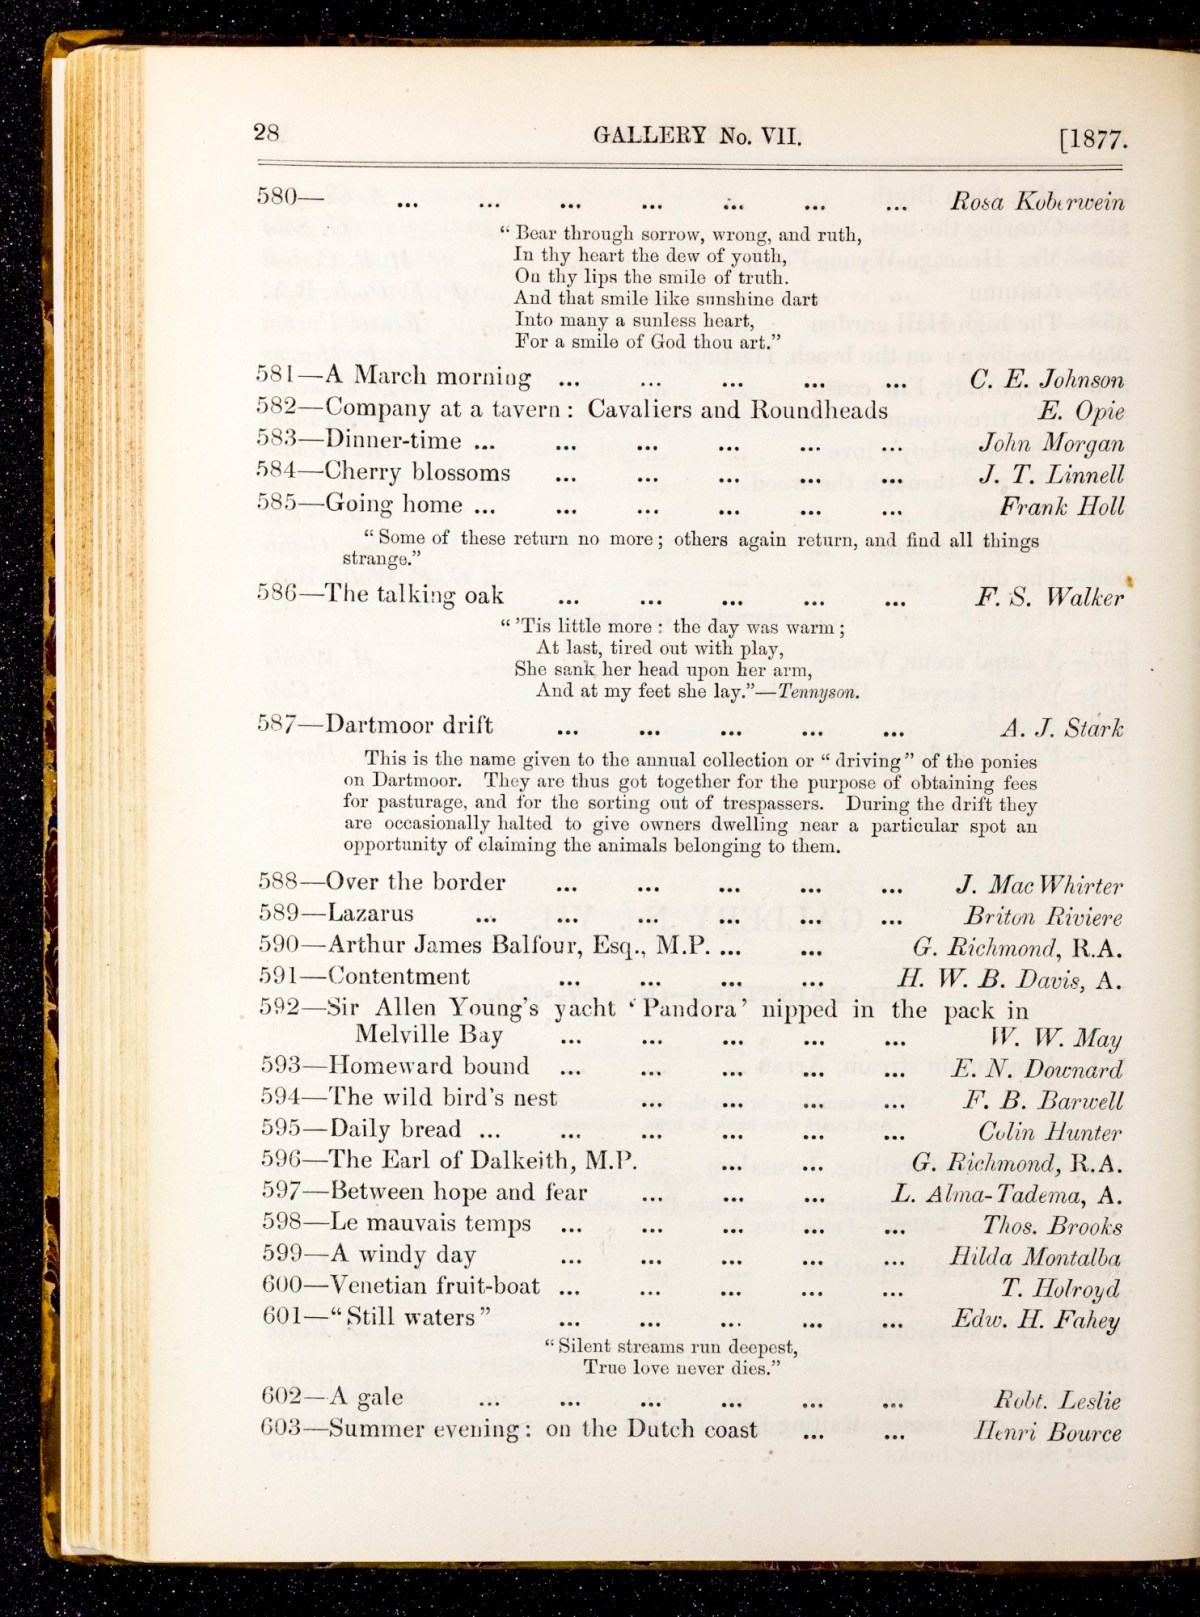 28 GALLERY No. VII. [1877.
580— ... ... ... ... ... ... ... Rosa Koberwein
“ Bear through sorrow, wrong, and ruth,
In thy heart the dew of youth,
On thy lips the smile of truth.
And that smile like sunshine dart
Into many a sunless heart,
For a smile of God thou art.”
581—A March morning ... ... ... ... ... C. E. Johnson
582—Company at a tavern : Cavaliers and Roundheads E. Opie
583—Dinner-time ... ... ... ... ... ... John Morgan
584—Cherry blossoms ... ... ... ... ... J. T. Linnell
585—Going home ... ... ... ... ... ... Frank Holl
“ Some of these return no more ; others again return, and find all things
strange.”
586—The talking oak ... ... ... ... ... F. S. Walker
“ ’Tis little more : the day was warm ;
At last, tired out with play,
She sank her head upon her arm,
And at my feet she lay.”—Tennyson.
587—Dartmoor drift ... ... ... ... ... A. J. Stark
This is the name given to the annual collection or “ driving ” of the ponies
on Dartmoor. They are thus got together for the purpose of obtaining fees
for pasturage, and for the sorting out of trespassers. During the drift they
are occasionally halted to give owners dwelling near a particular spot an
opportunity of claiming the animals belonging to them.
588—Over the border ... ... ... ... ... J. MacWhirter
589—Lazarus ... ... ... ... ... ... Briton Riviere
590—Arthur James Balfour, Esq., M.P. ... ... G. Richmond, R.A.
591—Contentment ... ... ... ... H. W. B. Davis, A.
592—Sir Allen Young’s yacht ‘ Pandora ’ nipped in the pack in
Melville Bay ... ... ... ... ... W. W. May
593—Homeward bound ... ... ... ... ... E. N. Downard
594—The wild bird’s nest ... ... ... ... F. B. Barwell
595—Daily bread ... ... ... ... ... ... Colin Hunter
596—The Earl of Dalkeith, M.P. ... ... G. Richmond, R.A.
597—Between hope and fear ... ... ... L. Alma-Tadema, A.
598—Le mauvais temps ... ... ... ... ... Thos. Brooks
599—A windy day ... ... ... ... ... Hilda Montalba
600—Venetian fruit-boat ... ... ... ... ... T. Holroyd
601—“ Still waters ” ... ... ... ... ... Edw. H. Fahey
“ Silent streams run deepest,
True love never dies.”
602—A gale ... ... ... ... ... ... Robt. Leslie
603—Summer evening : on the Dutch coast ... ... Henri Bource